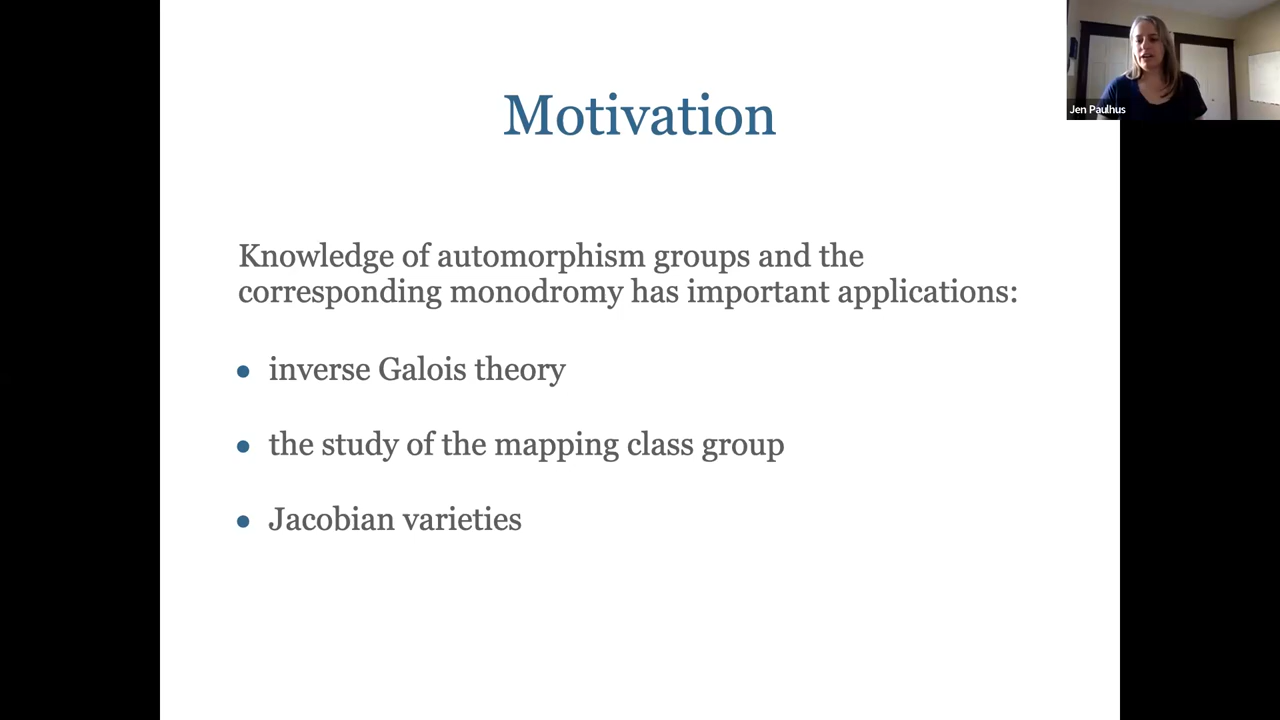 Motivation
Jen Paulhus
Knowledge of automorphism groups and the
corresponding monodromy has important applications:
• inverse Galois theory
• the study of the mapping class group
• Jacobian varieties